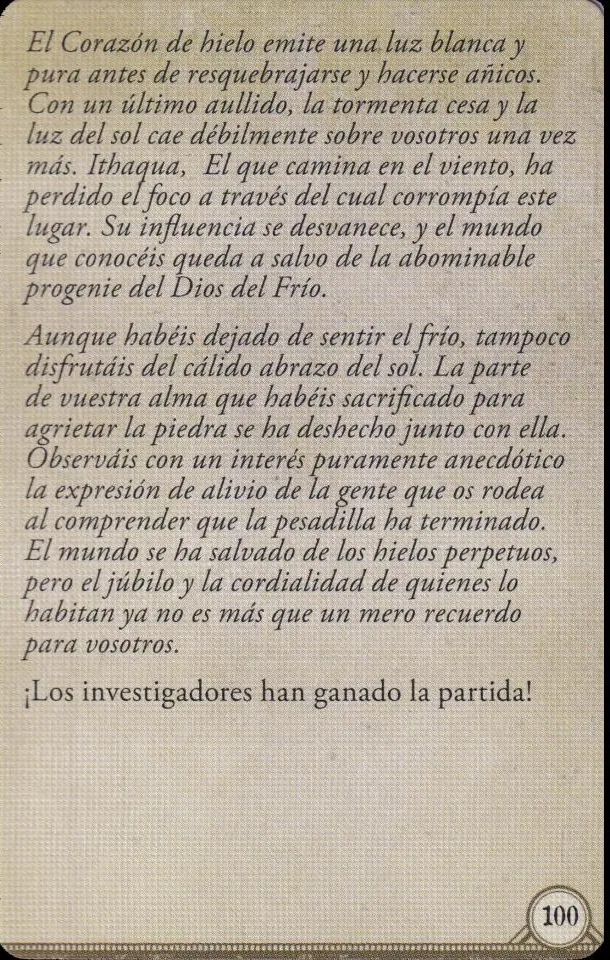 El Corazón de hielo emite una luz blanca y
pura antes de resquebrajarse y hacerse añicos.
Con un último aullido, la tormenta cesa y la
luz del sol cae débilmente sobre vosotros una vez
más. Ithaqua, El que camina en el viento, ha
perdido el foco a través del cual corrompía este
lugar. Su influencia se desvanece, y el mundo
que conocéis queda a salvo de la abominable
progenie del Dios del Frío.
Aunque habéis dejado de sentir el frío, tampoco
disfrutáis del cálido abrazo del sol. La parte
de vuestra alma que habéis sacrificado para
agrietar la piedra se ha deshecho junto con ella.
Observáis con un interés puramente anecdótico
la expresión de alivio de la gente que os rodea
al comprender que la pesadilla ha terminado.
El mundo se ha salvado de los hielos perpetuos,
pero el júbilo y la cordialidad de quienes lo
habitan ya no es más que un mero recuerdo
para vosotros.
¡Los investigadores han ganado la partida!
100